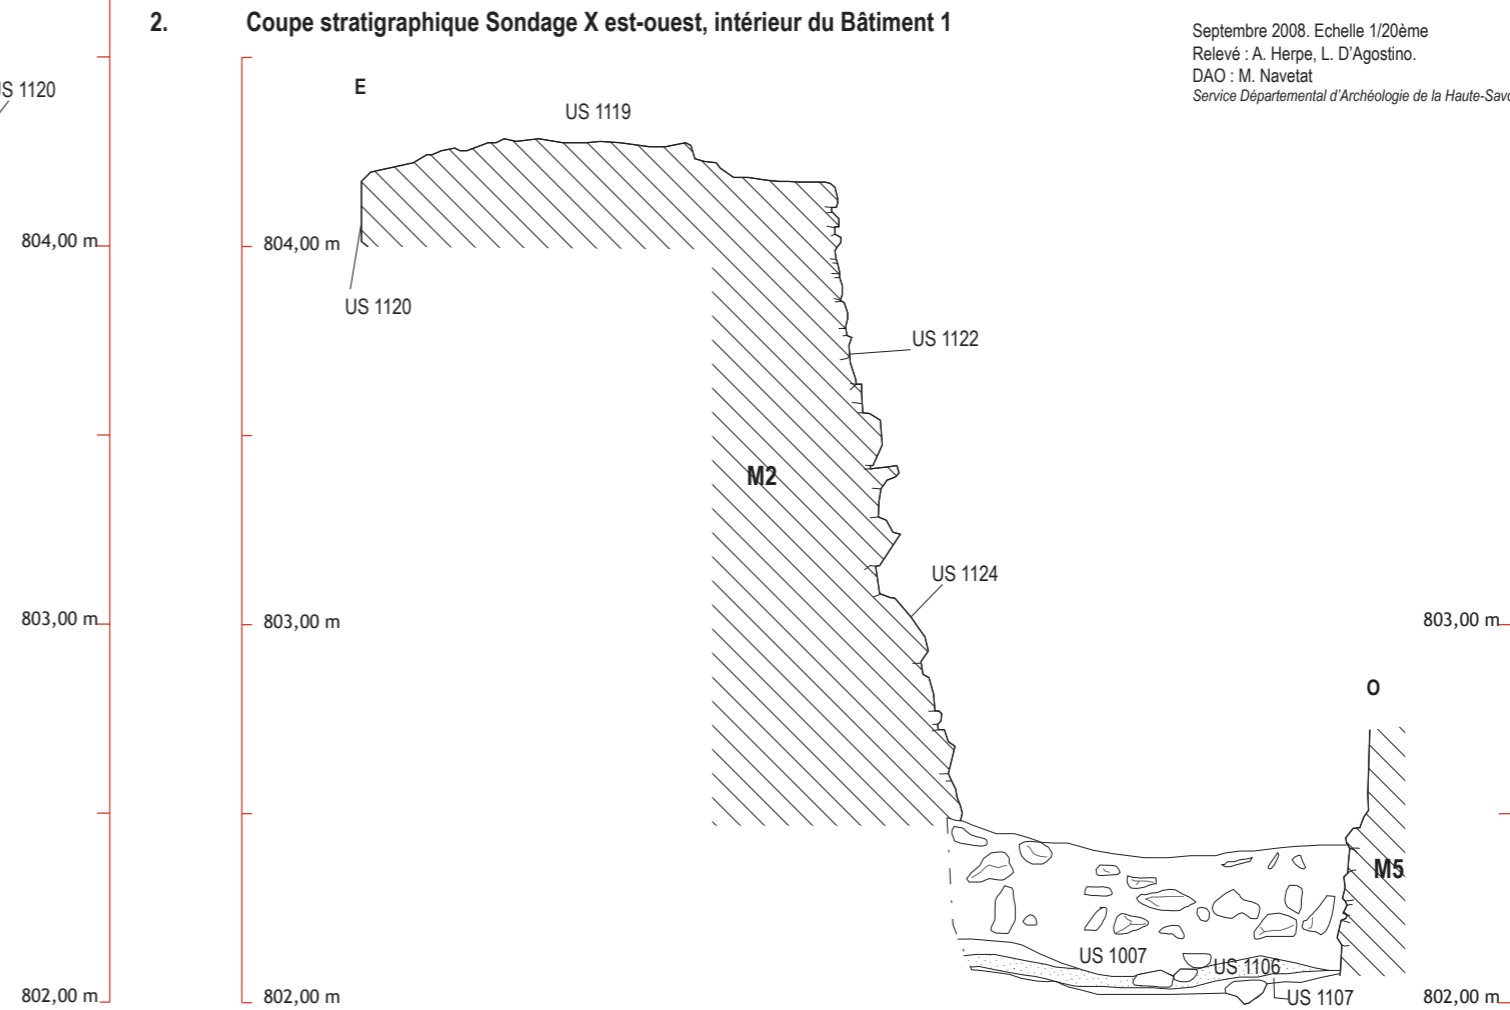 2. Coupe stratigraphique Sondage X est-ouest, intérieur du Bâtiment 1
Septembre 2008. Echelle 1/20ème
Relevé : A. Herpe, L. D'Agostino.
DAO : M. Navetat
Service Départemental d'Archéologie de la Haute-Savo
US 1120
E
US 1119
804,00 m
804,00 m
US 1120
US 1122
M2
US 1124
803,00 m
803,00 m
803,00 m
O
M5
US 1007
US 1106
US 1107
802,00 m
802,00 m
802,00 m